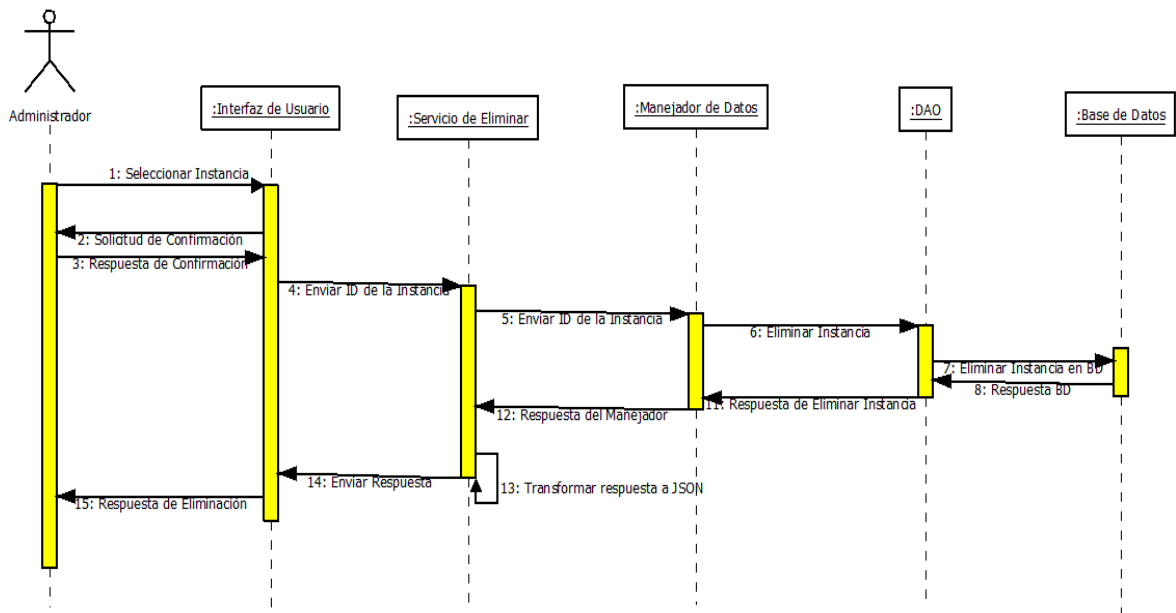 Administrador
:Interfaz de Usuario
:Servicio de Eliminar
:Manejador de Datos
:DAO
:Base de Datos
1: Seleccionar Instancia
2: Solicitud de Confirmación
3: Respuesta de Confirmación
4: Enviar ID de la Instancia
5: Enviar ID de la Instancia
6: Eliminar Instancia
7: Eliminar Instancia en BD
8: Respuesta BD
11: Respuesta de Eliminar Instancia
12: Respuesta del Manejador
13: Transformar respuesta a JSON
14: Enviar Respuesta
15: Respuesta de Eliminación